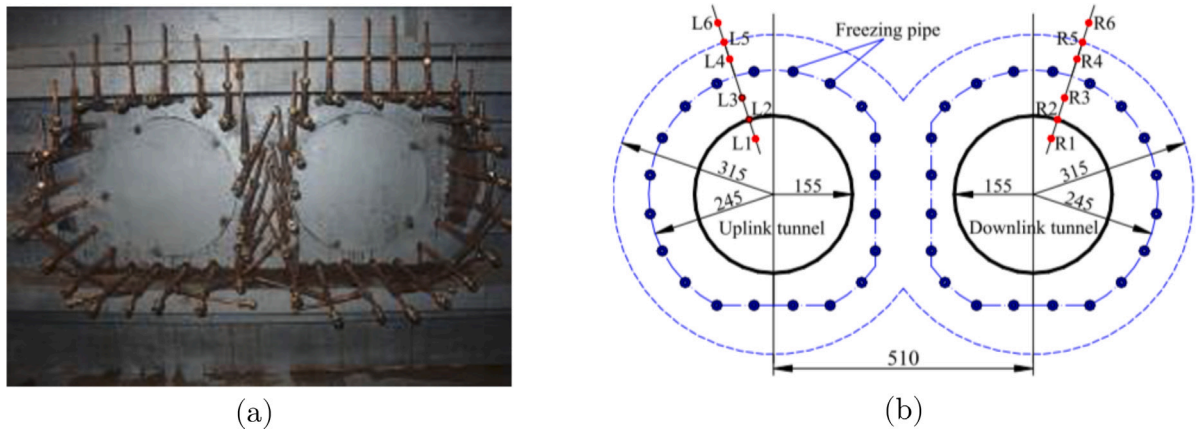 L6
L5
L4
L3
L2
L1
Freezing pipe
R6
R5
R4
R3
R2
R1
315
155
245
Uplink tunnel
315
155
245
Downlink tunnel
510
(a)
(b)